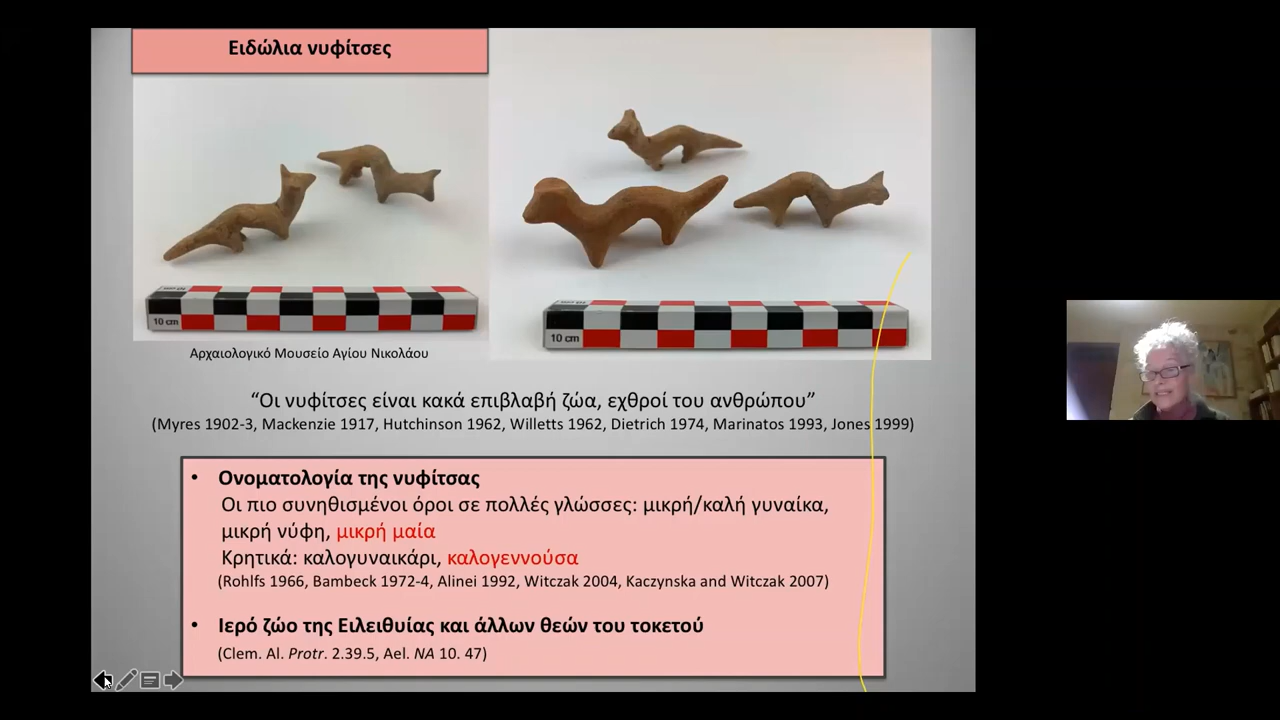 Ειδώλια νυφίτσες
10 cm
10 cm
Αρχαιολογικό Μουσείο Αγίου Νικολάου
“Οι νυφίτσες είναι κακά επιβλαβή ζώα, εχθροί του ανθρώπου”
(Myres 1902-3, Mackenzie 1917, Hutchinson 1962, Willetts 1962, Dietrich 1974, Marinatos 1993, Jones 1999)
• Ονοματολογία της νυφίτσας
Οι πιο συνηθισμένοι όροι σε πολλές γλώσσες: μικρή/καλή γυναίκα,
μικρή νύφη, μικρή μαία
Κρητικά: καλογυναικάρι, καλογεννούσα
(Rohlfs 1966, Bambeck 1972-4, Alinei 1992, Witczak 2004, Kaczynska and Witczak 2007)
• Ιερό ζώο της Ειλειθυίας και άλλων θεών του τοκετού
(Clem. Al. Protr. 2.39.5, Ael. NA 10. 47)